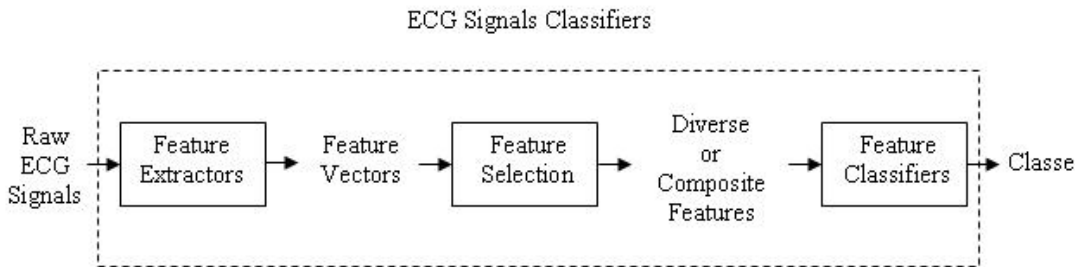 ECG Signals Classifiers
Raw
ECG
Signals
Feature
Extractors
Feature
Vectors
Feature
Selection
Diverse
or
Composite
Features
Feature
Classifiers
Classe